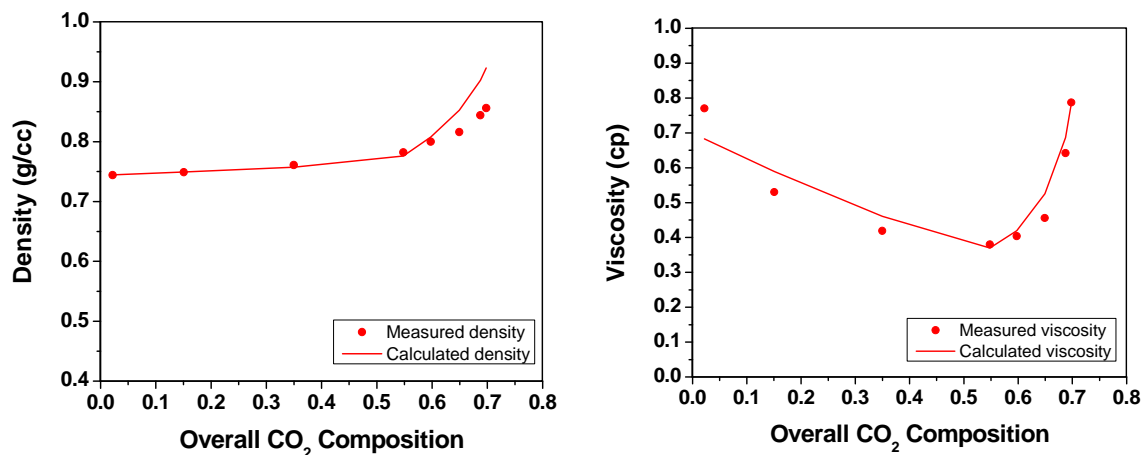 Density (g/cc)
1.0
0.9
0.8
0.7
0.6
0.5
0.4
0.0 0.1 0.2 0.3 0.4 0.5 0.6 0.7 0.8
Overall CO₂ Composition
Measured density
Calculated density
Viscosity (cp)
1.0
0.9
0.8
0.7
0.6
0.5
0.4
0.3
0.2
0.1
0.0
0.0 0.1 0.2 0.3 0.4 0.5 0.6 0.7 0.8
Overall CO₂ Composition
Measured viscosity
Calculated viscosity